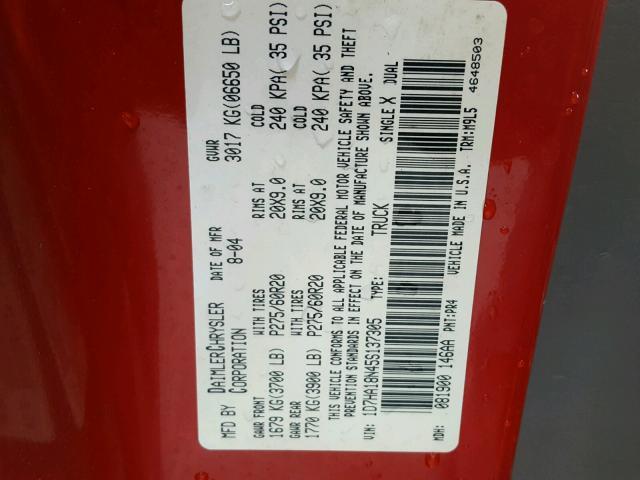 MFD BY DAIMLERCHRYSLER CORPORATION
DATE OF MFR 8-04
GVWR 3017 KG(06650 LB)
GAWR FRONT WITH TIRES RIMS AT COLD
1679 KG(3700 LB) P275/60R20 20X9.0 240 KPA( 35 PSI)
GAWR REAR WITH TIRES RIMS AT COLD
1770 KG(3900 LB) P275/60R20 20X9.0 240 KPA( 35 PSI)
THIS VEHICLE CONFORMS TO ALL APPLICABLE FEDERAL MOTOR VEHICLE SAFETY AND THEFT
PREVENTION STANDARDS IN EFFECT ON THE DATE OF MANUFACTURE SHOWN ABOVE.
VIN: 1D7HA18N45S137305 TYPE: TRUCK SINGLE X DUAL
MDH: 081900 146AA PNT:PR4 VEHICLE MADE IN U.S.A. TRM:M9L5
4648503